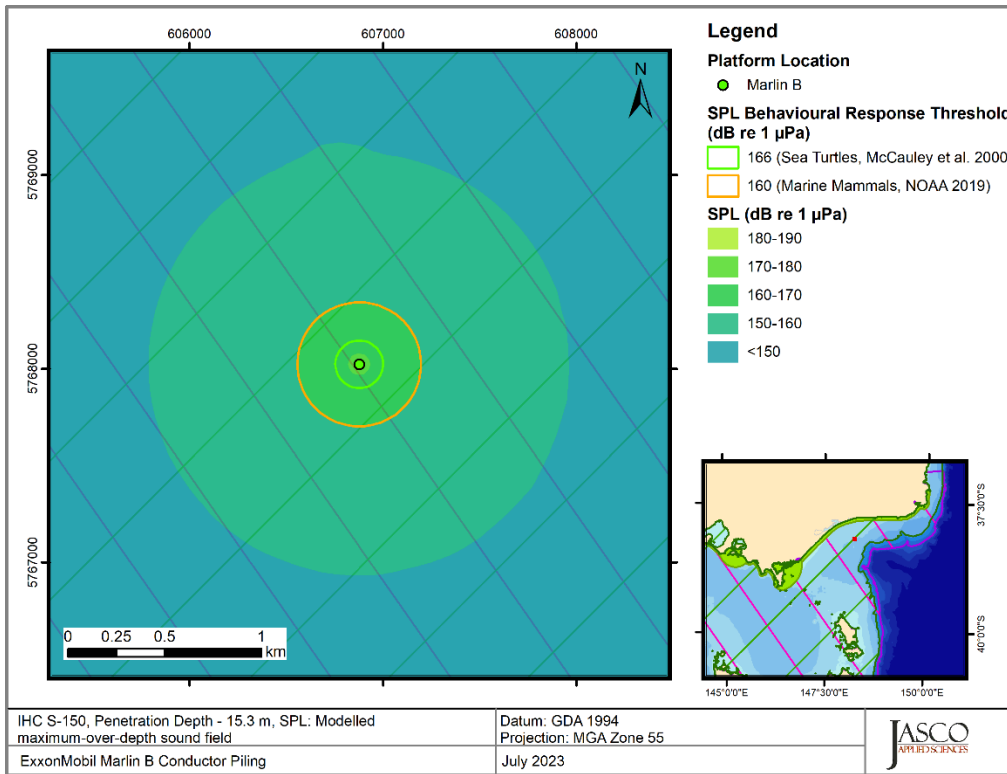 606000 607000 608000
5769000
5768000
5767000
N
0 0.25 0.5 1
km
Legend
Platform Location
Marlin B
SPL Behavioural Response Threshold
(dB re 1 µPa)
166 (Sea Turtles, McCauley et al. 2000
160 (Marine Mammals, NOAA 2019)
SPL (dB re 1 µPa)
180-190
170-180
160-170
150-160
<150
37°30'0"S
40°0'0"S
145°0'0"E 147°30'0"E 150°0'0"E
IHC S-150, Penetration Depth - 15.3 m, SPL: Modelled
maximum-over-depth sound field
ExxonMobil Marlin B Conductor Piling
Datum: GDA 1994
Projection: MGA Zone 55
July 2023
JASCO
APPLIED SCIENCES